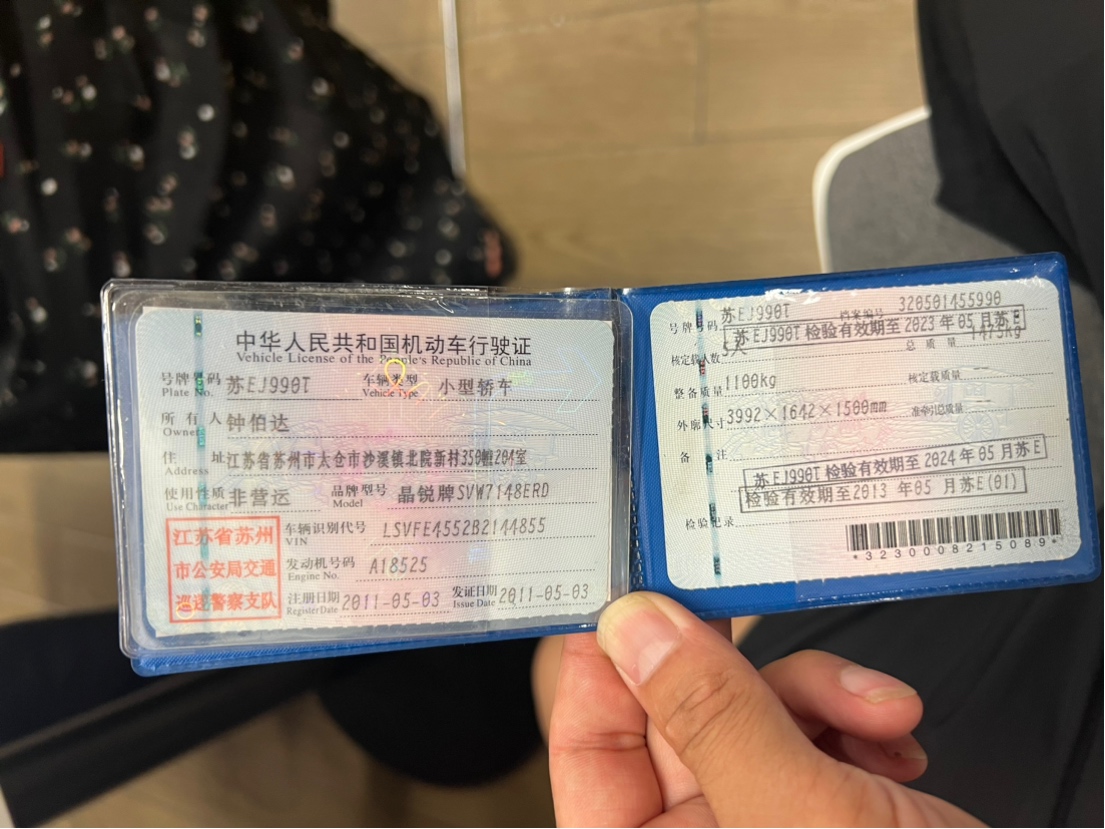 中华人民共和国机动车行驶证
Vehicle License of the People's Republic of China
号牌号码 Plate No. 苏EJ990T 车辆类型 Vehicle Type 小型轿车
所有人 Owner 钟伯达
住址 Address 江苏省苏州市太仓市沙溪镇北院新村350幢204室
使用性质 Use Character 非营运 品牌型号 Model 晶锐牌SVW7148ERD
江苏省苏州
市公安局交通
巡逻警察支队
车辆识别代号 VIN LSVFE4552B2144855
发动机号码 Engine No. A18525
注册日期 Register Date 2011-05-03 发证日期 Issue Date 2011-05-03
号牌号码 苏EJ990T 档案编号 320501455990
苏EJ990T 检验有效期至 2023 年 05 月苏E
核定载人数 5人 总质量 1475kg
整备质量 1100kg 核定载质量
外廓尺寸 3992×1642×1500mm 准牵引总质量
备注
苏EJ990T 检验有效期至 2024 年 05 月苏E
检验有效期至2013 年05 月苏E(01)
检验记录
*3230008215089*